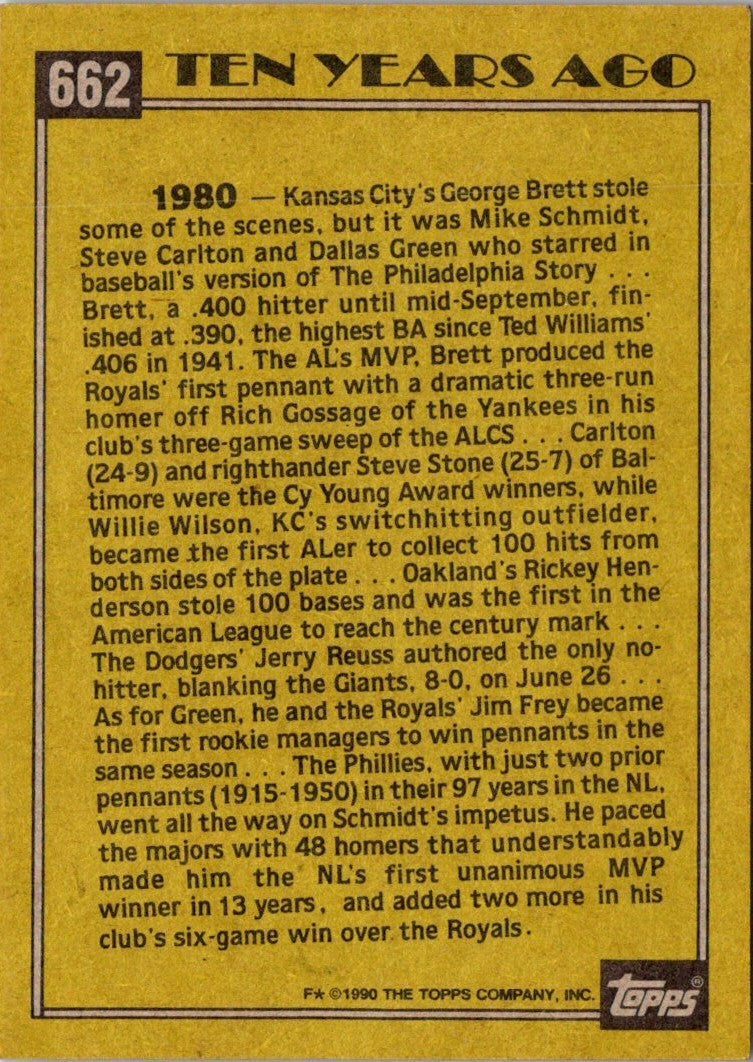 662 TEN YEARS AGO
1980 — Kansas City's George Brett stole
some of the scenes, but it was Mike Schmidt,
Steve Carlton and Dallas Green who starred in
baseball's version of The Philadelphia Story . . .
Brett, a .400 hitter until mid-September, fin-
ished at .390, the highest BA since Ted Williams'
.406 in 1941. The AL's MVP, Brett produced the
Royals' first pennant with a dramatic three-run
homer off Rich Gossage of the Yankees in his
club's three-game sweep of the ALCS . . . Carlton
(24-9) and righthander Steve Stone (25-7) of Bal-
timore were the Cy Young Award winners, while
Willie Wilson, KC's switchhitting outfielder,
became the first ALer to collect 100 hits from
both sides of the plate . . . Oakland's Rickey Hen-
derson stole 100 bases and was the first in the
American League to reach the century mark . . .
The Dodgers' Jerry Reuss authored the only no-
hitter, blanking the Giants, 8-0, on June 26 . . .
As for Green, he and the Royals' Jim Frey became
the first rookie managers to win pennants in the
same season . . . The Phillies, with just two prior
pennants (1915-1950) in their 97 years in the NL,
went all the way on Schmidt's impetus. He paced
the majors with 48 homers that understandably
made him the NL's first unanimous MVP
winner in 13 years, and added two more in his
club's six-game win over the Royals.
F★ ©1990 THE TOPPS COMPANY, INC. topps®